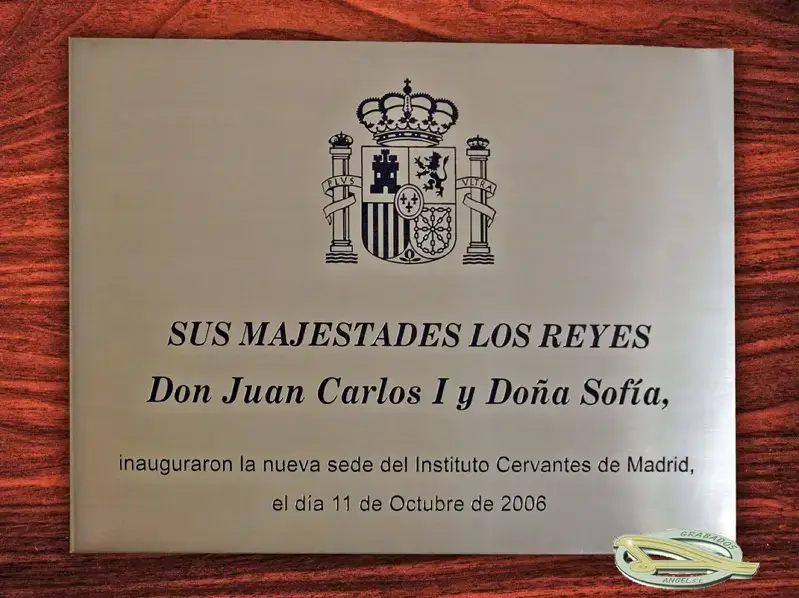 PLVS VLTRA
SUS MAJESTADES LOS REYES
Don Juan Carlos I y Doña Sofía,
inauguraron la nueva sede del Instituto Cervantes de Madrid,
el día 11 de Octubre de 2006
GRABADOS
ANGEL, S.L.